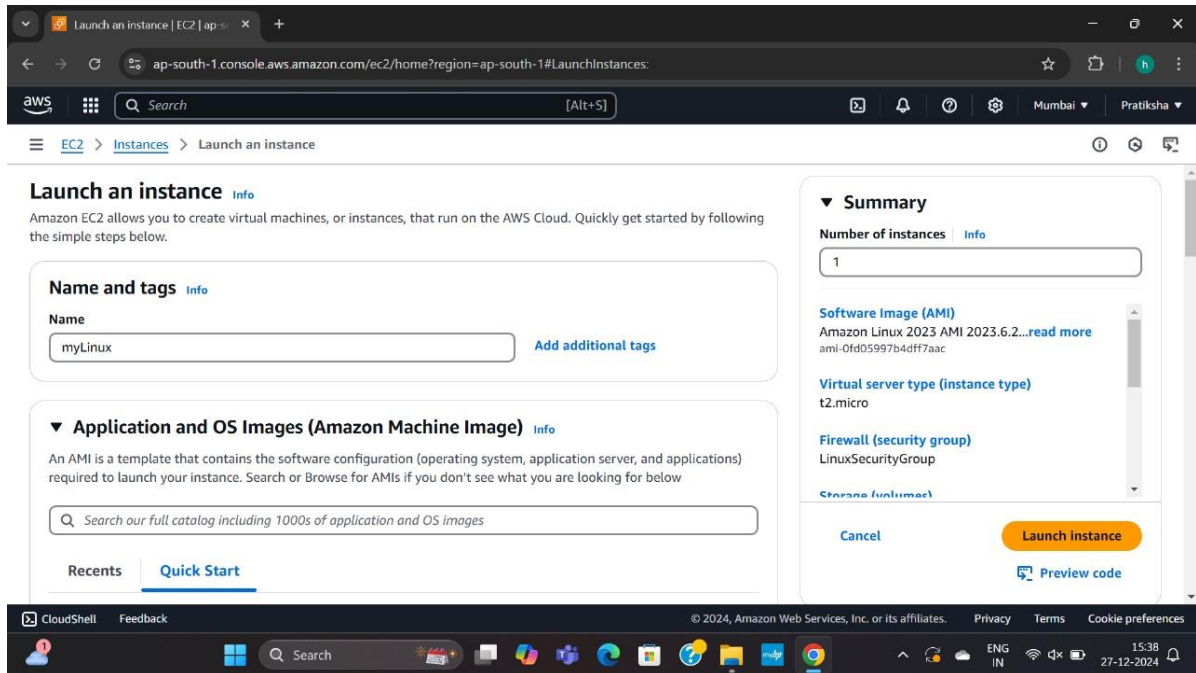 Launch an instance | EC2 | ap-s
ap-south-1.console.aws.amazon.com/ec2/home?region=ap-south-1#LaunchInstances:
h
aws
Search
[Alt+S]
Mumbai
Pratiksha
EC2 > Instances > Launch an instance
Launch an instance Info
Amazon EC2 allows you to create virtual machines, or instances, that run on the AWS Cloud. Quickly get started by following
the simple steps below.
Name and tags Info
Name
myLinux
Add additional tags
Application and OS Images (Amazon Machine Image) Info
An AMI is a template that contains the software configuration (operating system, application server, and applications)
required to launch your instance. Search or Browse for AMIs if you don't see what you are looking for below
Search our full catalog including 1000s of application and OS images
Recents
Quick Start
Summary
Number of instances Info
1
Software Image (AMI)
Amazon Linux 2023 AMI 2023.6.2...read more
ami-0fd05997b4dff7aac
Virtual server type (instance type)
t2.micro
Firewall (security group)
LinuxSecurityGroup
Storage (volumes)
Cancel
Launch instance
Preview code
CloudShell
Feedback
© 2024, Amazon Web Services, Inc. or its affiliates.
Privacy
Terms
Cookie preferences
1
Search
ENG
IN
15:38
27-12-2024